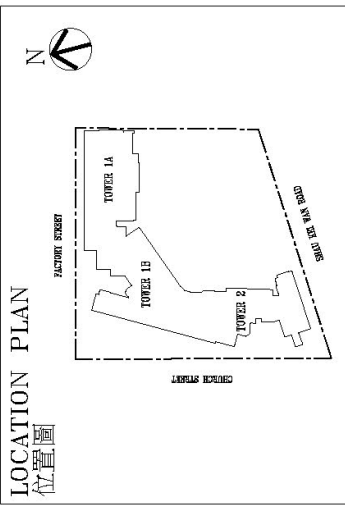 LOCATION PLAN
位置圖
N
FACTORY STREET
TOWER 1A
TOWER 1B
TOWER 2
CHURCH STREET
SHAU KEI WAN ROAD